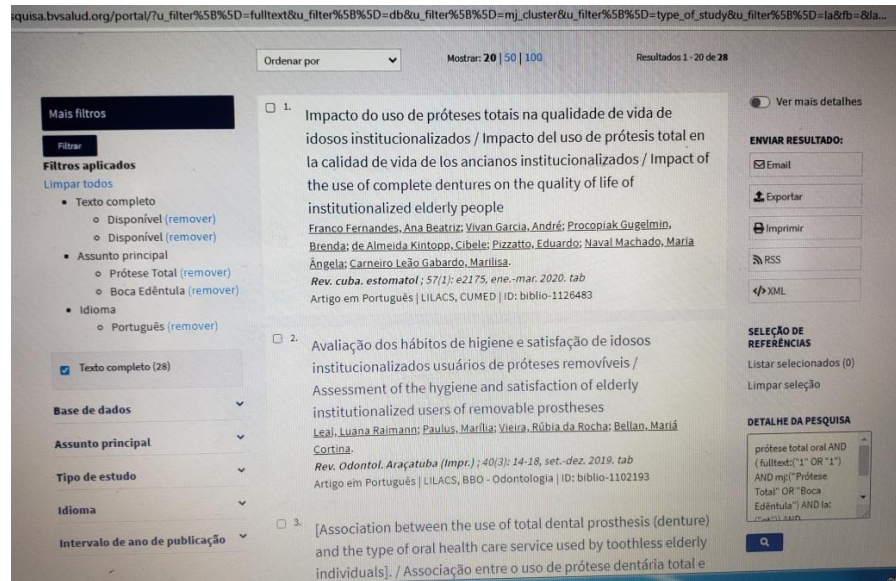 squisa.bvsalud.org/portal/?u_filter%5B%5D=fulltext&u_filter%5B%5D=db&u_filter%5B%5D=mj_cluster&u_filter%5B%5D=type_of_study&u_filter%5B%5D=la&fb=&la...
Ordenar por
Mostrar: 20 | 50 | 100
Resultados 1 - 20 de 28
Mais filtros
Filtrar
Filtros aplicados
Limpar todos
Texto completo
Disponível (remover)
Disponível (remover)
Assunto principal
Prótese Total (remover)
Boca Edêntula (remover)
Idioma
Português (remover)
Texto completo (28)
Base de dados
Assunto principal
Tipo de estudo
Idioma
Intervalo de ano de publicação
1.
Impacto do uso de próteses totais na qualidade de vida de
idosos institucionalizados / Impacto del uso de prótesis total en
la calidad de vida de los ancianos institucionalizados / Impact of
the use of complete dentures on the quality of life of
institutionalized elderly people
Franco Fernandes, Ana Beatriz; Vivan Garcia, André; Procopiak Gugelmin,
Brenda; de Almeida Kintopp, Cibele; Pizzatto, Eduardo; Naval Machado, Maria
Ângela; Carneiro Leão Gabardo, Marilisa.
Rev. cuba. estomatol ; 57(1): e2175, ene.-mar. 2020. tab
Artigo em Português | LILACS, CUMED | ID: biblio-1126483
2.
Avaliação dos hábitos de higiene e satisfação de idosos
institucionalizados usuários de próteses removíveis /
Assessment of the hygiene and satisfaction of elderly
institutionalized users of removable prostheses
Leal, Luana Raimann; Paulus, Marília; Vieira, Rúbia da Rocha; Bellan, Mariá
Cortina.
Rev. Odontol. Araçatuba (Impr.) ; 40(3): 14-18, set.-dez. 2019. tab
Artigo em Português | LILACS, BBO - Odontologia | ID: biblio-1102193
3.
[Association between the use of total dental prosthesis (denture)
and the type of oral health care service used by toothless elderly
individuals]. / Associação entre o uso de prótese dentária total e
Ver mais detalhes
ENVIAR RESULTADO:
Email
Exportar
Imprimir
RSS
</> XML
SELEÇÃO DE
REFERÊNCIAS
Listar selecionados (0)
Limpar seleção
DETALHE DA PESQUISA
prótese total oral AND
( fulltext:("1" OR "1")
AND mj:("Prótese
Total" OR "Boca
Edêntula") AND la: